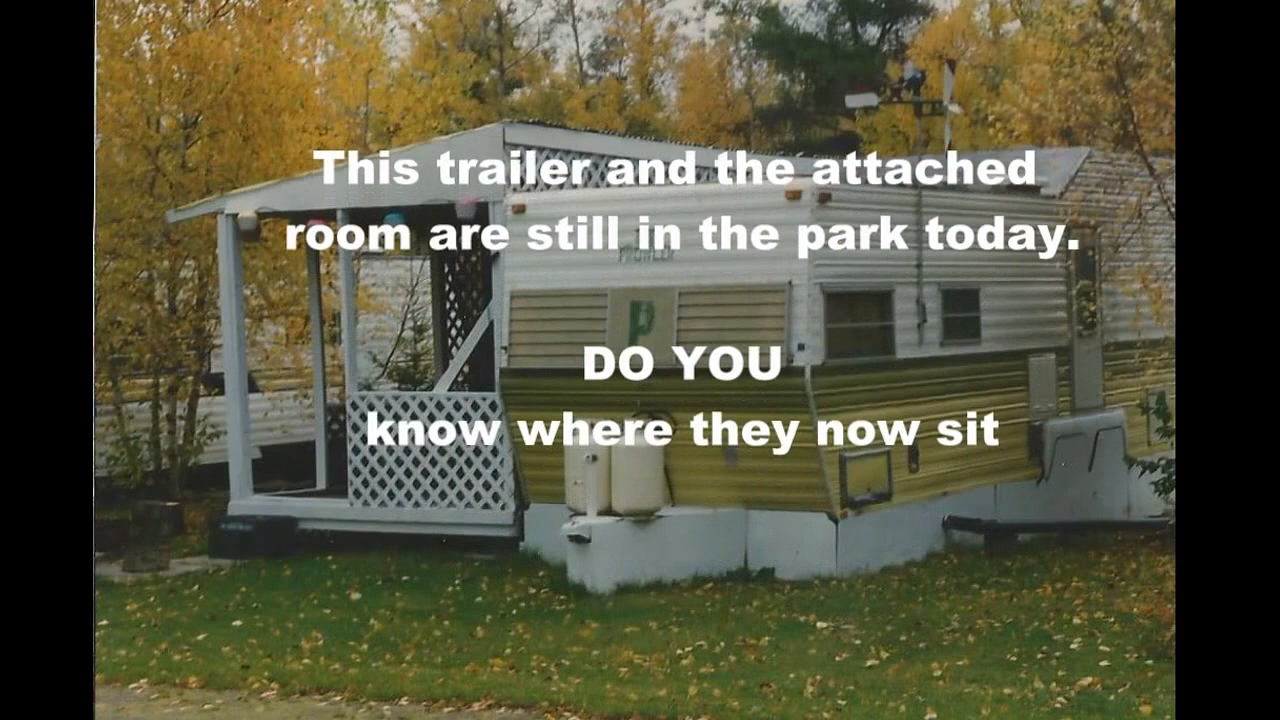 This trailer and the attached
room are still in the park today.
PROWLER
P
DO YOU
know where they now sit